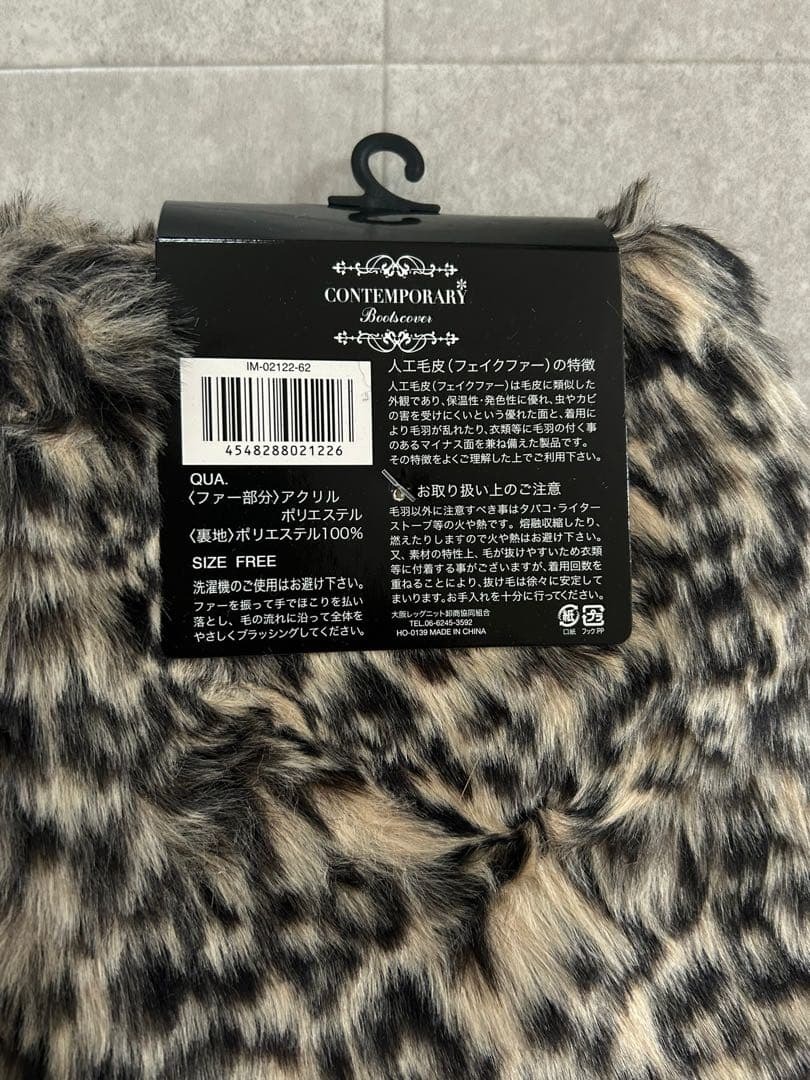 CONTEMPORARY
Bootscover
IM-02122-62
4548288021226
QUA.
〈ファー部分〉アクリル
ポリエステル
〈裏地〉ポリエステル100%
SIZE FREE
洗濯機のご使用はお避け下さい。
ファーを振って手でほこりを払い
落とし、毛の流れに沿って全体を
やさしくブラッシングしてください。
人工毛皮(フェイクファー)の特徴
人工毛皮(フェイクファー)は毛皮に類似した
外観であり、保温性・発色性に優れ、虫やカビ
の害を受けにくいという優れた面と、着用によ
り毛羽が乱れたり、衣類等に毛羽の付く事
のあるマイナス面を兼ね備えた製品です。
その特徴をよくご理解した上でご利用下さい。
お取り扱い上のご注意
毛羽以外に注意すべき事はタバコ・ライター
ストーブ等の火や熱です。熔融収縮したり、
燃えたりしますので火や熱はお避け下さい。
又、素材の特性上、毛が抜けやすいため衣類
等に付着する事がございますが、着用回数を
重ねることにより、抜け毛は徐々に安定して
まいります。お手入れを十分に行ってください。
大阪レッグニット卸商協同組合
TEL.06-6245-3592
HO-0139 MADE IN CHINA
紙
プラ
口紙
フックPP